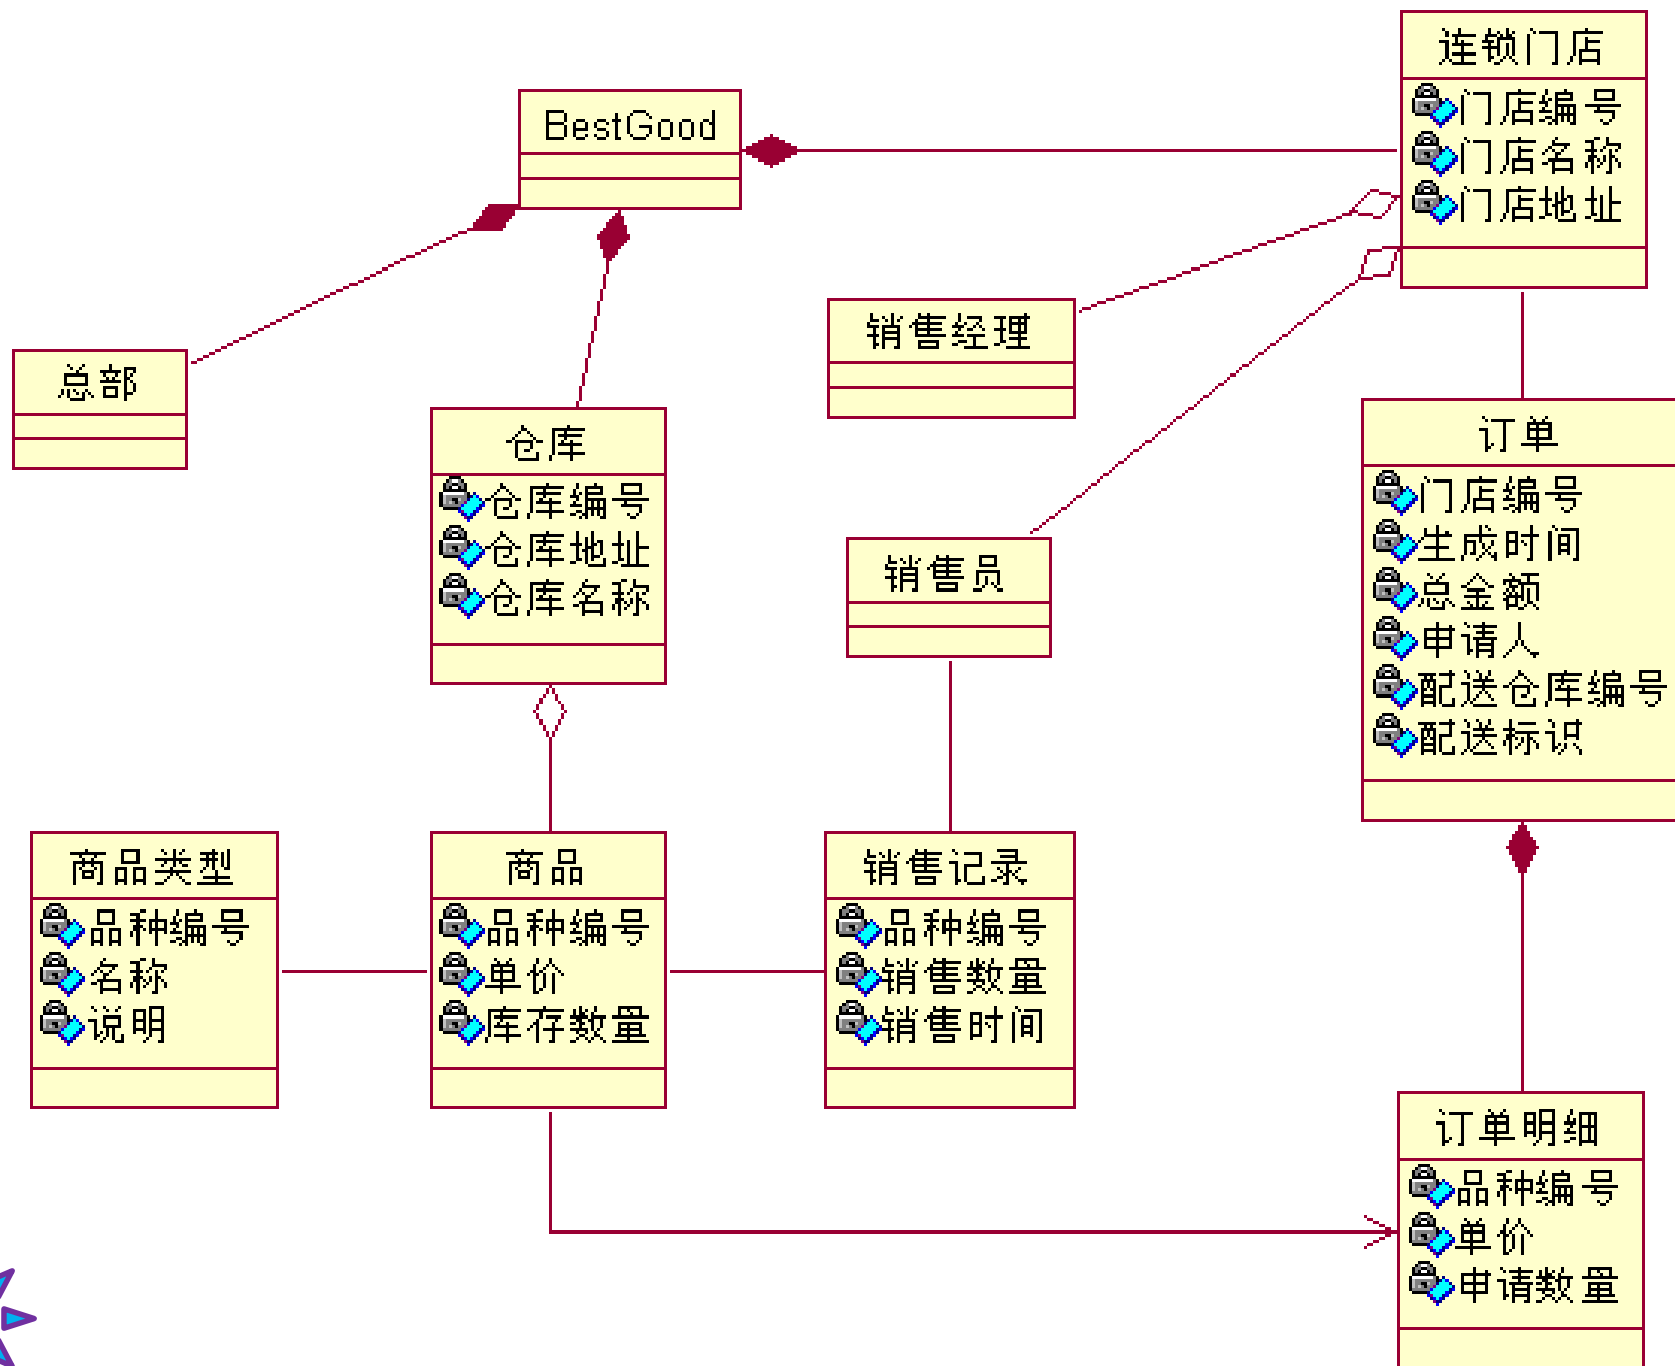 连锁门店
门店编号
门店名称
门店地址
BestGood
销售经理
总部
仓库
仓库编号
仓库地址
仓库名称
订单
门店编号
生成时间
总金额
申请人
配送仓库编号
配送标识
销售员
商品类型
品种编号
名称
说明
商品
品种编号
单价
库存数量
销售记录
品种编号
销售数量
销售时间
订单明细
品种编号
单价
申请数量